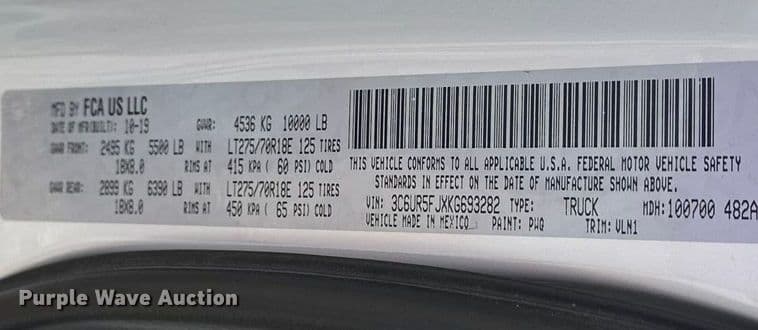 MFD BY FCA US LLC
DATE OF MFR(BUILT): 10-19 GVWR: 4536 KG 10000 LB
GAWR FRONT: 2495 KG 5500 LB WITH LT275/70R18E 125 TIRES
18X8.0 RIMS AT 415 KPA ( 60 PSI) COLD
GAWR REAR: 2899 KG 6390 LB WITH LT275/70R18E 125 TIRES
18X8.0 RIMS AT 450 KPA ( 65 PSI) COLD
THIS VEHICLE CONFORMS TO ALL APPLICABLE U.S.A. FEDERAL MOTOR VEHICLE SAFETY
STANDARDS IN EFFECT ON THE DATE OF MANUFACTURE SHOWN ABOVE.
VIN: 3C6UR5FJXKG693282 TYPE: TRUCK MDH:100700 482A
VEHICLE MADE IN MEXICO PAINT: PW9 TRIM: VLN1
Purple Wave Auction